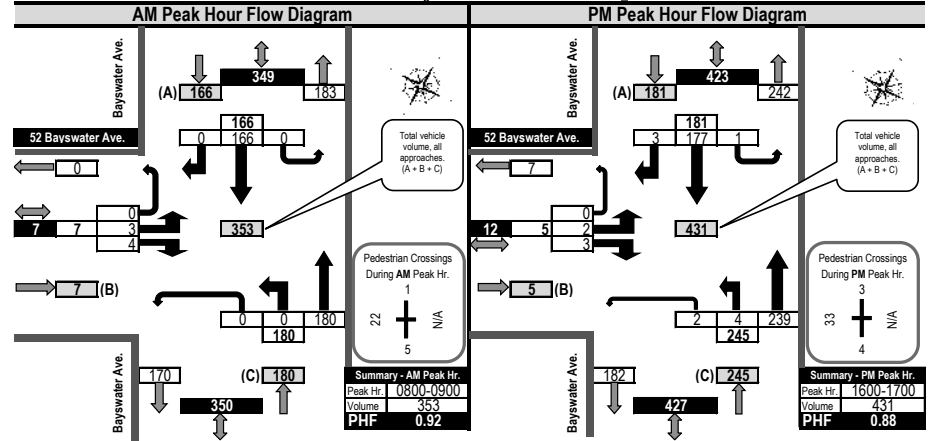 AM Peak Hour Flow Diagram
Bayswater Ave.
349
(A) 166
183
166
0 166 0
52 Bayswater Ave.
Total vehicle
volume, all
approaches.
(A + B + C)
0
0
7 7 3
4
353
7 (B)
Pedestrian Crossings
During AM Peak Hr.
1
22
N/A
5
0 0 180
180
Bayswater Ave.
170
(C) 180
350
Summary - AM Peak Hr.
Peak Hr. 0800-0900
Volume 353
PHF 0.92
PM Peak Hour Flow Diagram
Bayswater Ave.
423
(A) 181
242
181
3 177 1
52 Bayswater Ave.
Total vehicle
volume, all
approaches.
(A + B + C)
7
0
12 5 2
3
431
5 (B)
Pedestrian Crossings
During PM Peak Hr.
3
33
N/A
4
2 4 239
245
Bayswater Ave.
182
(C) 245
427
Summary - PM Peak Hr.
Peak Hr. 1600-1700
Volume 431
PHF 0.88